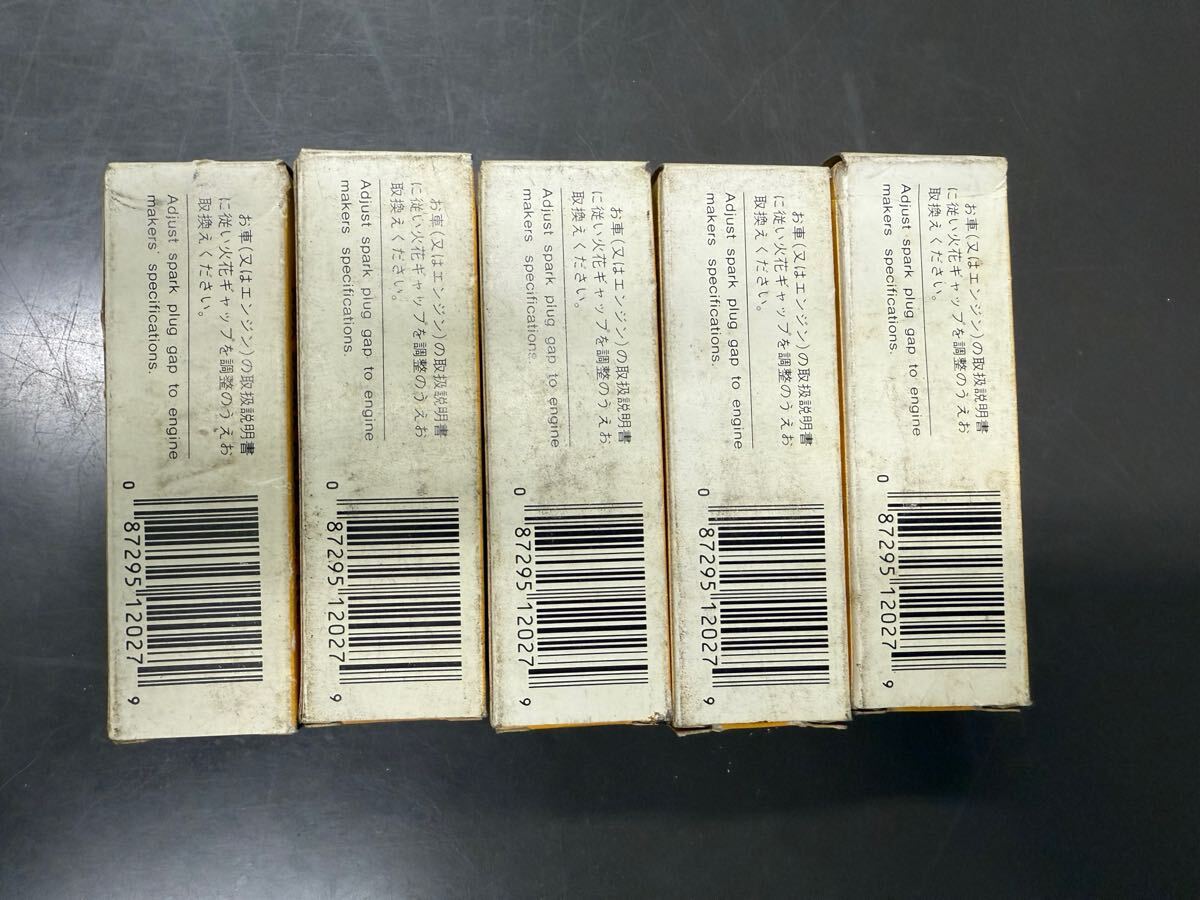 お車(又はエンジン)の取扱説明書
に従い火花ギャップを調整のうえお
取換えください。
Adjust spark plug gap to engine
makers' specifications.
0 87295 12027 9
お車(又はエンジン)の取扱説明書
に従い火花ギャップを調整のうえお
取換えください。
Adjust spark plug gap to engine
makers specifications.
0 87295 12027 9
お車(又はエンジン)の取扱説明書
に従い火花ギャップを調整のうえお
取換えください。
Adjust spark plug gap to engine
makers specifications.
0 87295 12027 9
お車(又はエンジン)の取扱説明書
に従い火花ギャップを調整のうえお
取換えください。
Adjust spark plug gap to engine
makers' specifications.
0 87295 12027 9
お車(又はエンジン)の取扱説明書
に従い火花ギャップを調整のうえお
取換えください。
Adjust spark plug gap to engine
makers' specifications.
0 87295 12027 9